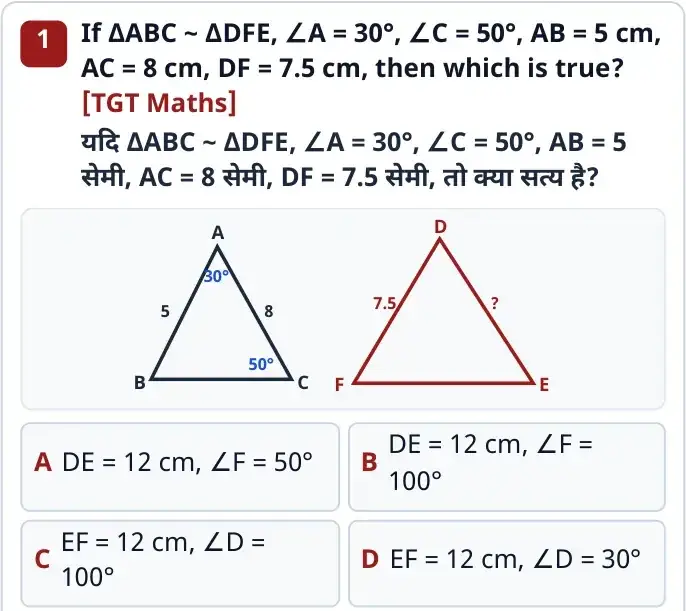 1 If ΔABC ~ ΔDFE, ∠A = 30°, ∠C = 50°, AB = 5 cm,
AC = 8 cm, DF = 7.5 cm, then which is true?
[TGT Maths]
यदि ΔABC ~ ΔDFE, ∠A = 30°, ∠C = 50°, AB = 5
सेमी, AC = 8 सेमी, DF = 7.5 सेमी, तो क्या सत्य है?
A
30°
5
8
50°
B
C
D
7.5
?
F
E
A DE = 12 cm, ∠F = 50°
B DE = 12 cm, ∠F =
100°
C EF = 12 cm, ∠D =
100°
D EF = 12 cm, ∠D = 30°